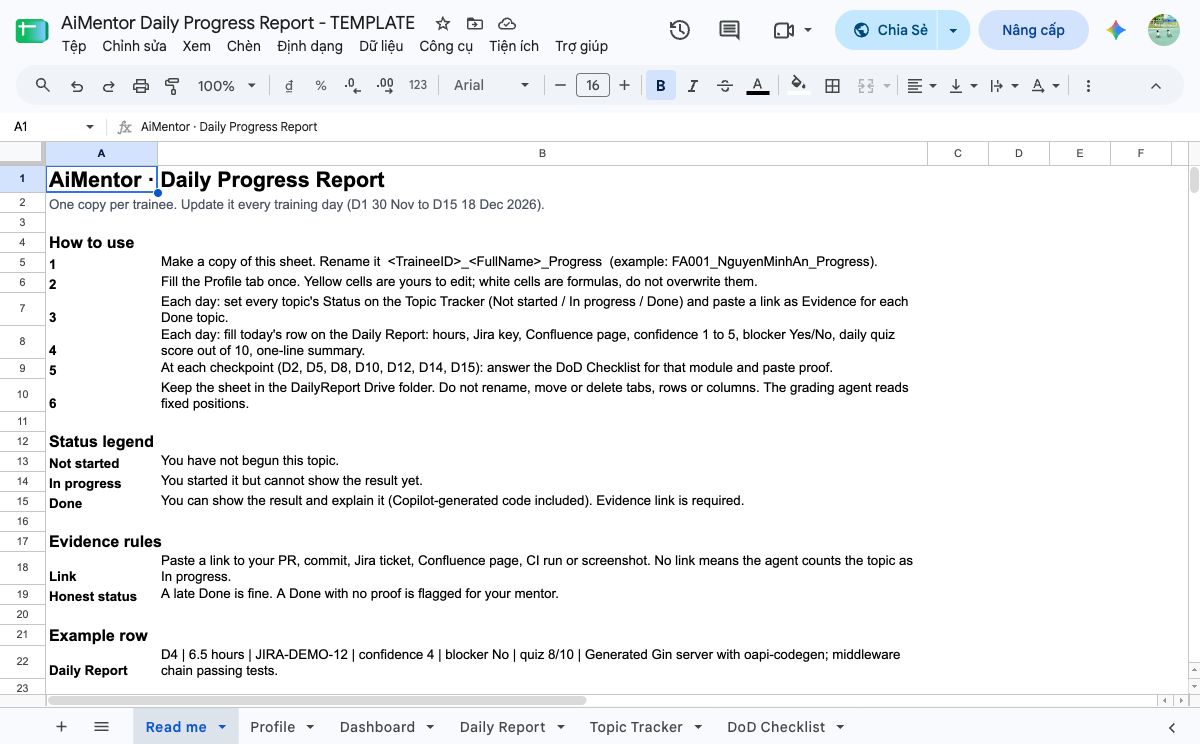 AiMentor Daily Progress Report - TEMPLATE
Tệp Chỉnh sửa Xem Chèn Định dạng Dữ liệu Công cụ Tiện ích Trợ giúp
Chia Sẻ
Nâng cấp
100% đ % .0 .00 123 Arial 16 B I S A
A1 fx AiMentor · Daily Progress Report
A B C D E F
1 AiMentor · Daily Progress Report
2 One copy per trainee. Update it every training day (D1 30 Nov to D15 18 Dec 2026).
3
4 How to use
5 1 Make a copy of this sheet. Rename it <TraineeID>_<FullName>_Progress (example: FA001_NguyenMinhAn_Progress).
6 2 Fill the Profile tab once. Yellow cells are yours to edit; white cells are formulas, do not overwrite them.
7 3 Each day: set every topic's Status on the Topic Tracker (Not started / In progress / Done) and paste a link as Evidence for each
Done topic.
8 4 Each day: fill today's row on the Daily Report: hours, Jira key, Confluence page, confidence 1 to 5, blocker Yes/No, daily quiz
score out of 10, one-line summary.
9 5 At each checkpoint (D2, D5, D8, D10, D12, D14, D15): answer the DoD Checklist for that module and paste proof.
10 6 Keep the sheet in the DailyReport Drive folder. Do not rename, move or delete tabs, rows or columns. The grading agent reads
fixed positions.
11
12 Status legend
13 Not started You have not begun this topic.
14 In progress You started it but cannot show the result yet.
15 Done You can show the result and explain it (Copilot-generated code included). Evidence link is required.
16
17 Evidence rules
18 Link Paste a link to your PR, commit, Jira ticket, Confluence page, CI run or screenshot. No link means the agent counts the topic as
In progress.
19 Honest status A late Done is fine. A Done with no proof is flagged for your mentor.
20
21 Example row
22 Daily Report D4 | 6.5 hours | JIRA-DEMO-12 | confidence 4 | blocker No | quiz 8/10 | Generated Gin server with oapi-codegen; middleware
chain passing tests.
23
Read me Profile Dashboard Daily Report Topic Tracker DoD Checklist